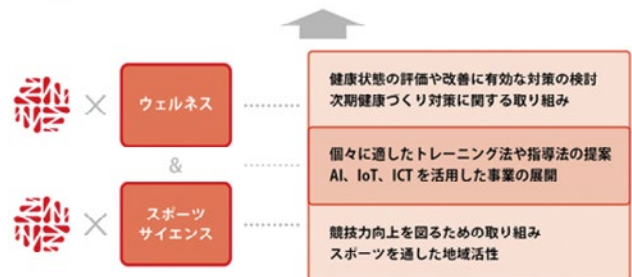 健康状態の評価や改善に有効な対策の検討
次期健康づくり対策に関する取り組み
×
ウェルネス
個々に適したトレーニング法や指導法の提案
AI、IoT、ICTを活用した事業の展開
&
×
スポーツ
サイエンス
競技力向上を図るための取り組み
スポーツを通した地域活性